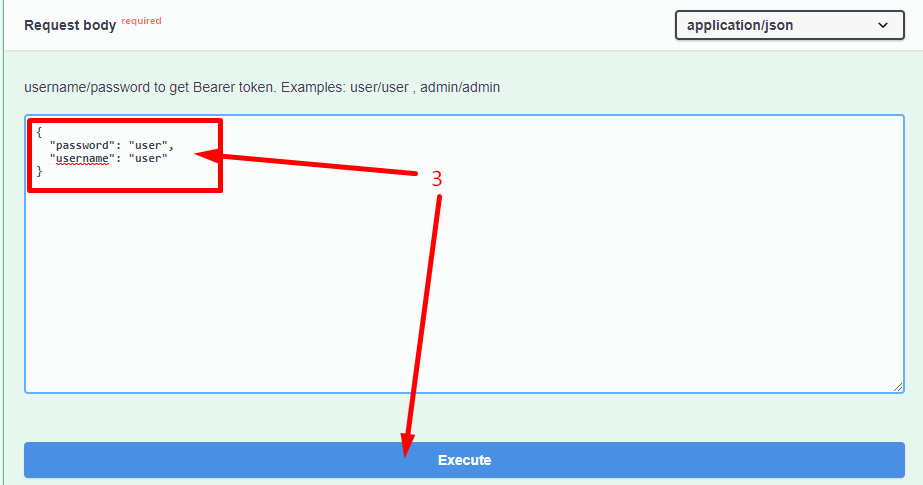 Request body required
application/json
username/password to get Bearer token. Examples: user/user , admin/admin
{
"password": "user",
"username": "user"
}
3
Execute